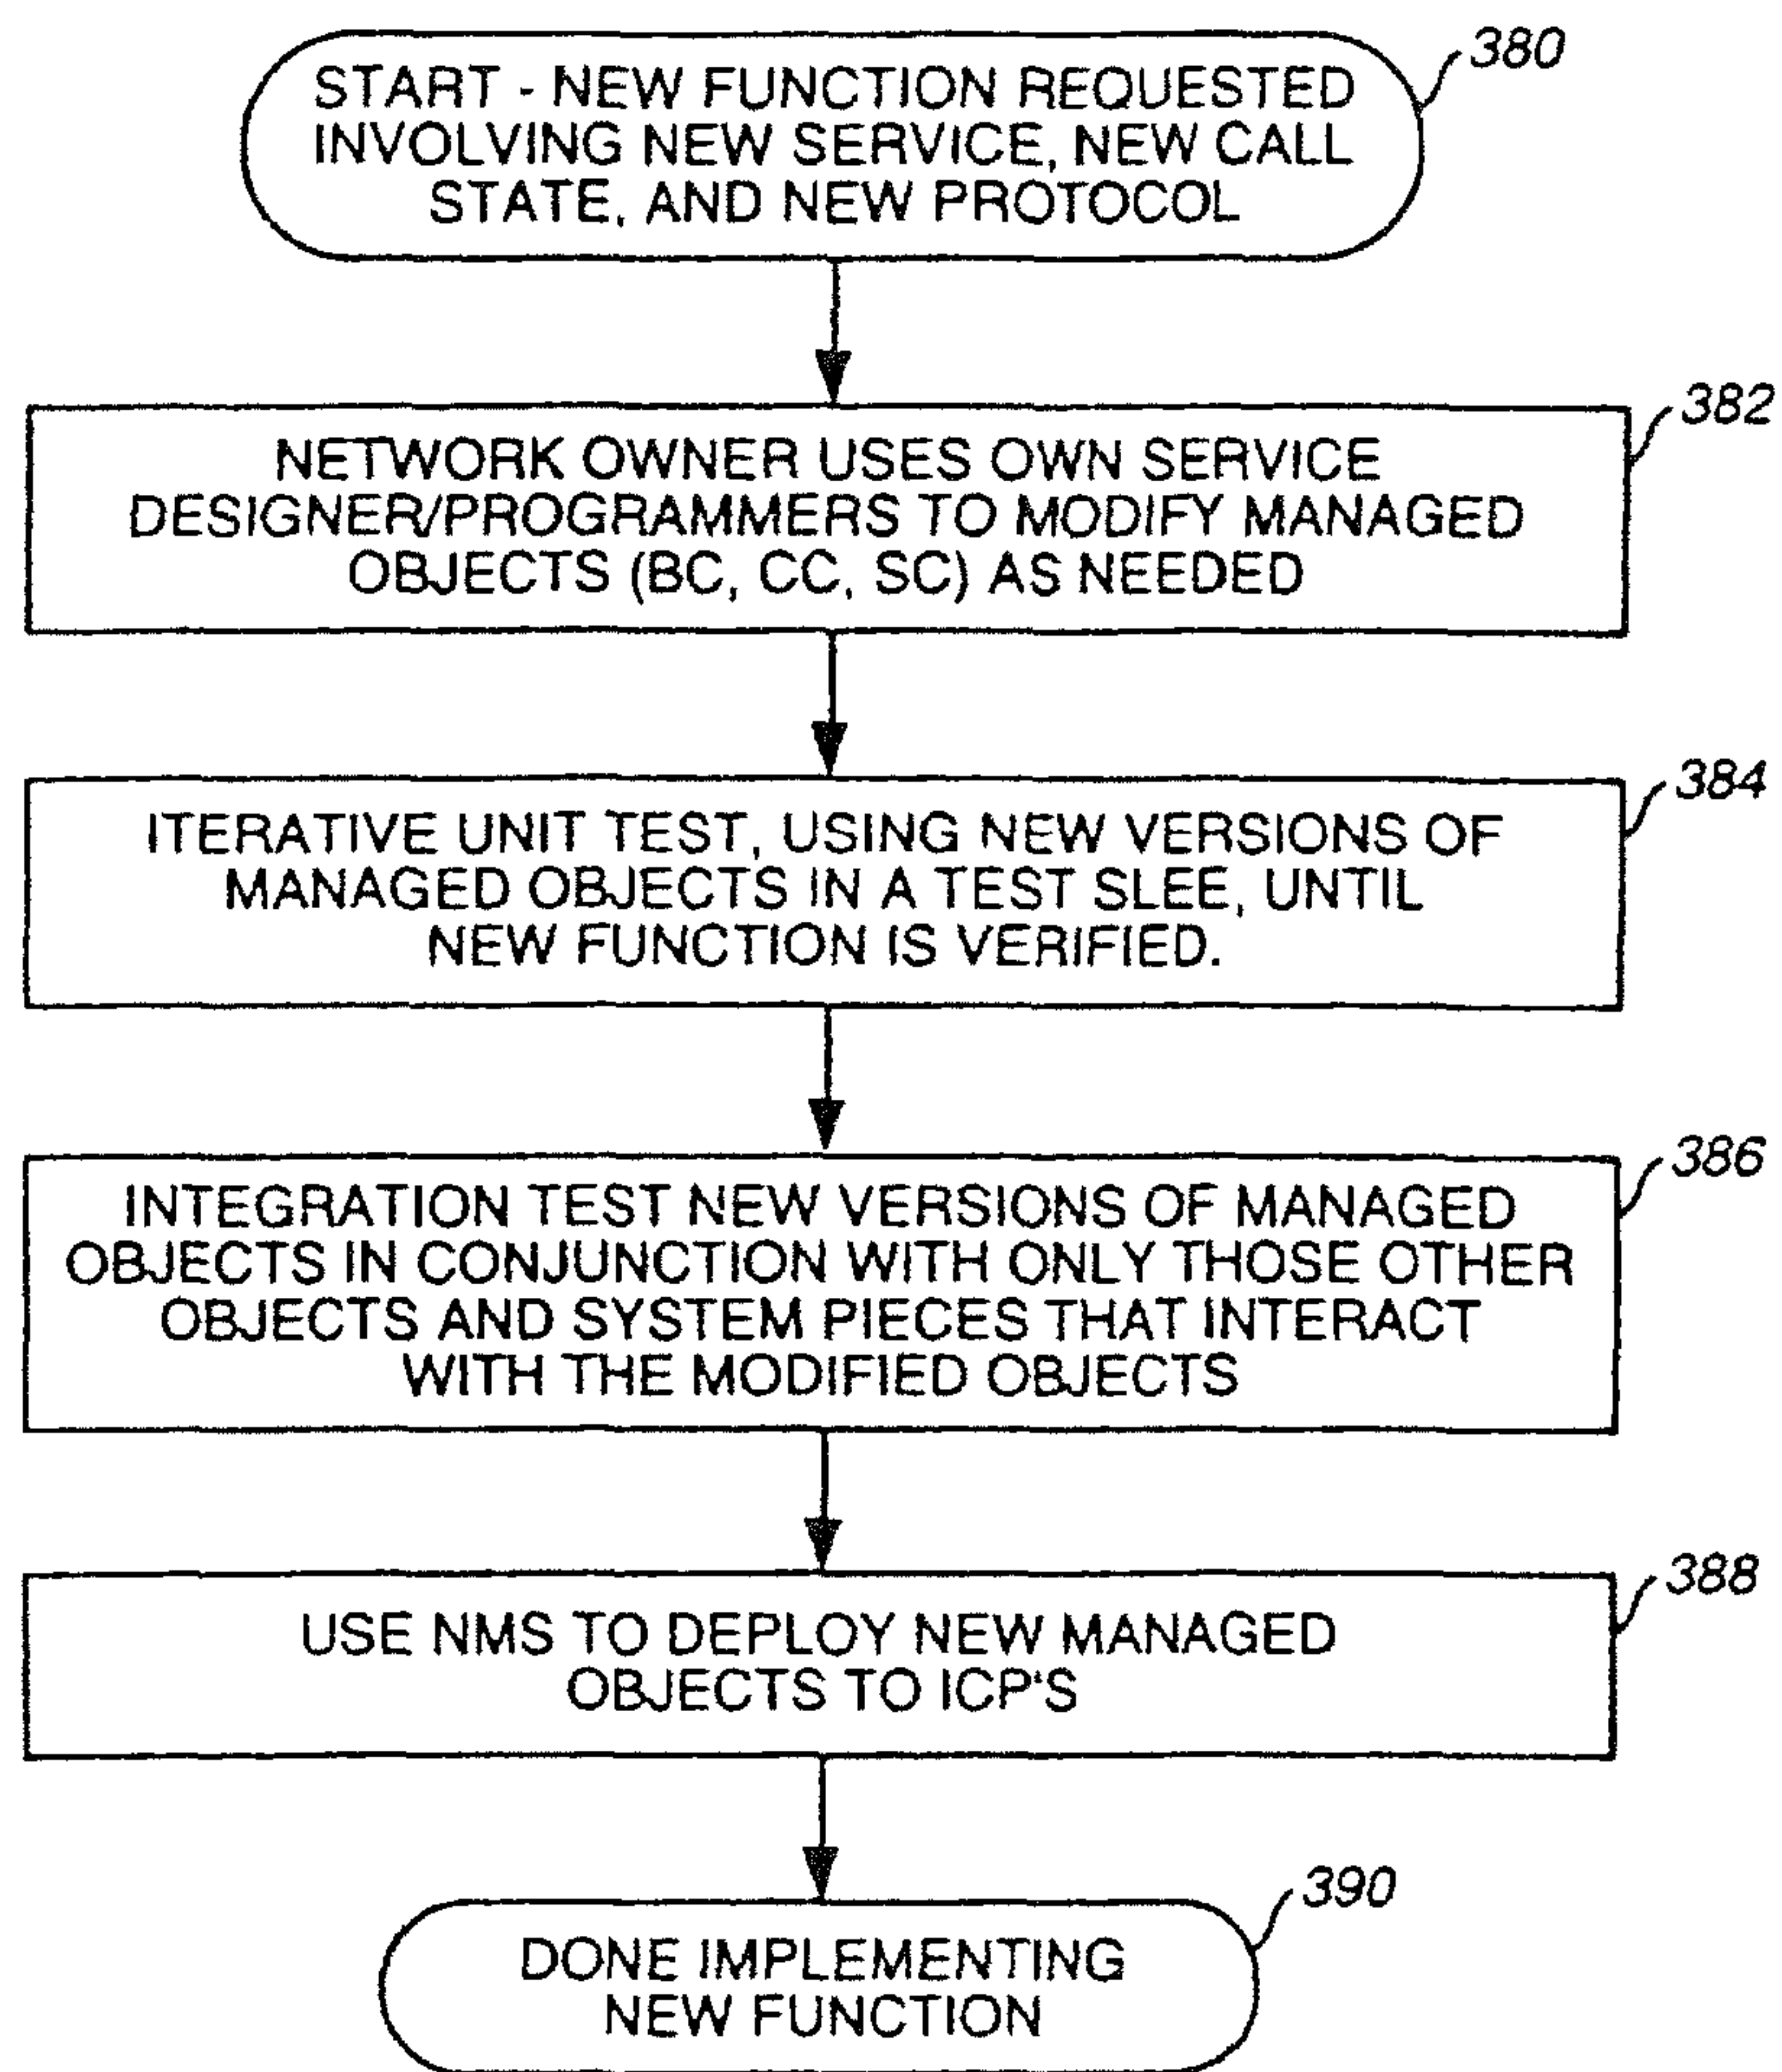 380
START - NEW FUNCTION REQUESTED
INVOLVING NEW SERVICE, NEW CALL
STATE, AND NEW PROTOCOL
382
NETWORK OWNER USES OWN SERVICE
DESIGNER/PROGRAMMERS TO MODIFY MANAGED
OBJECTS (BC, CC, SC) AS NEEDED
384
ITERATIVE UNIT TEST, USING NEW VERSIONS OF
MANAGED OBJECTS IN A TEST SLEE, UNTIL
NEW FUNCTION IS VERIFIED.
386
INTEGRATION TEST NEW VERSIONS OF MANAGED
OBJECTS IN CONJUNCTION WITH ONLY THOSE OTHER
OBJECTS AND SYSTEM PIECES THAT INTERACT
WITH THE MODIFIED OBJECTS
388
USE NMS TO DEPLOY NEW MANAGED
OBJECTS TO ICP'S
390
DONE IMPLEMENTING
NEW FUNCTION